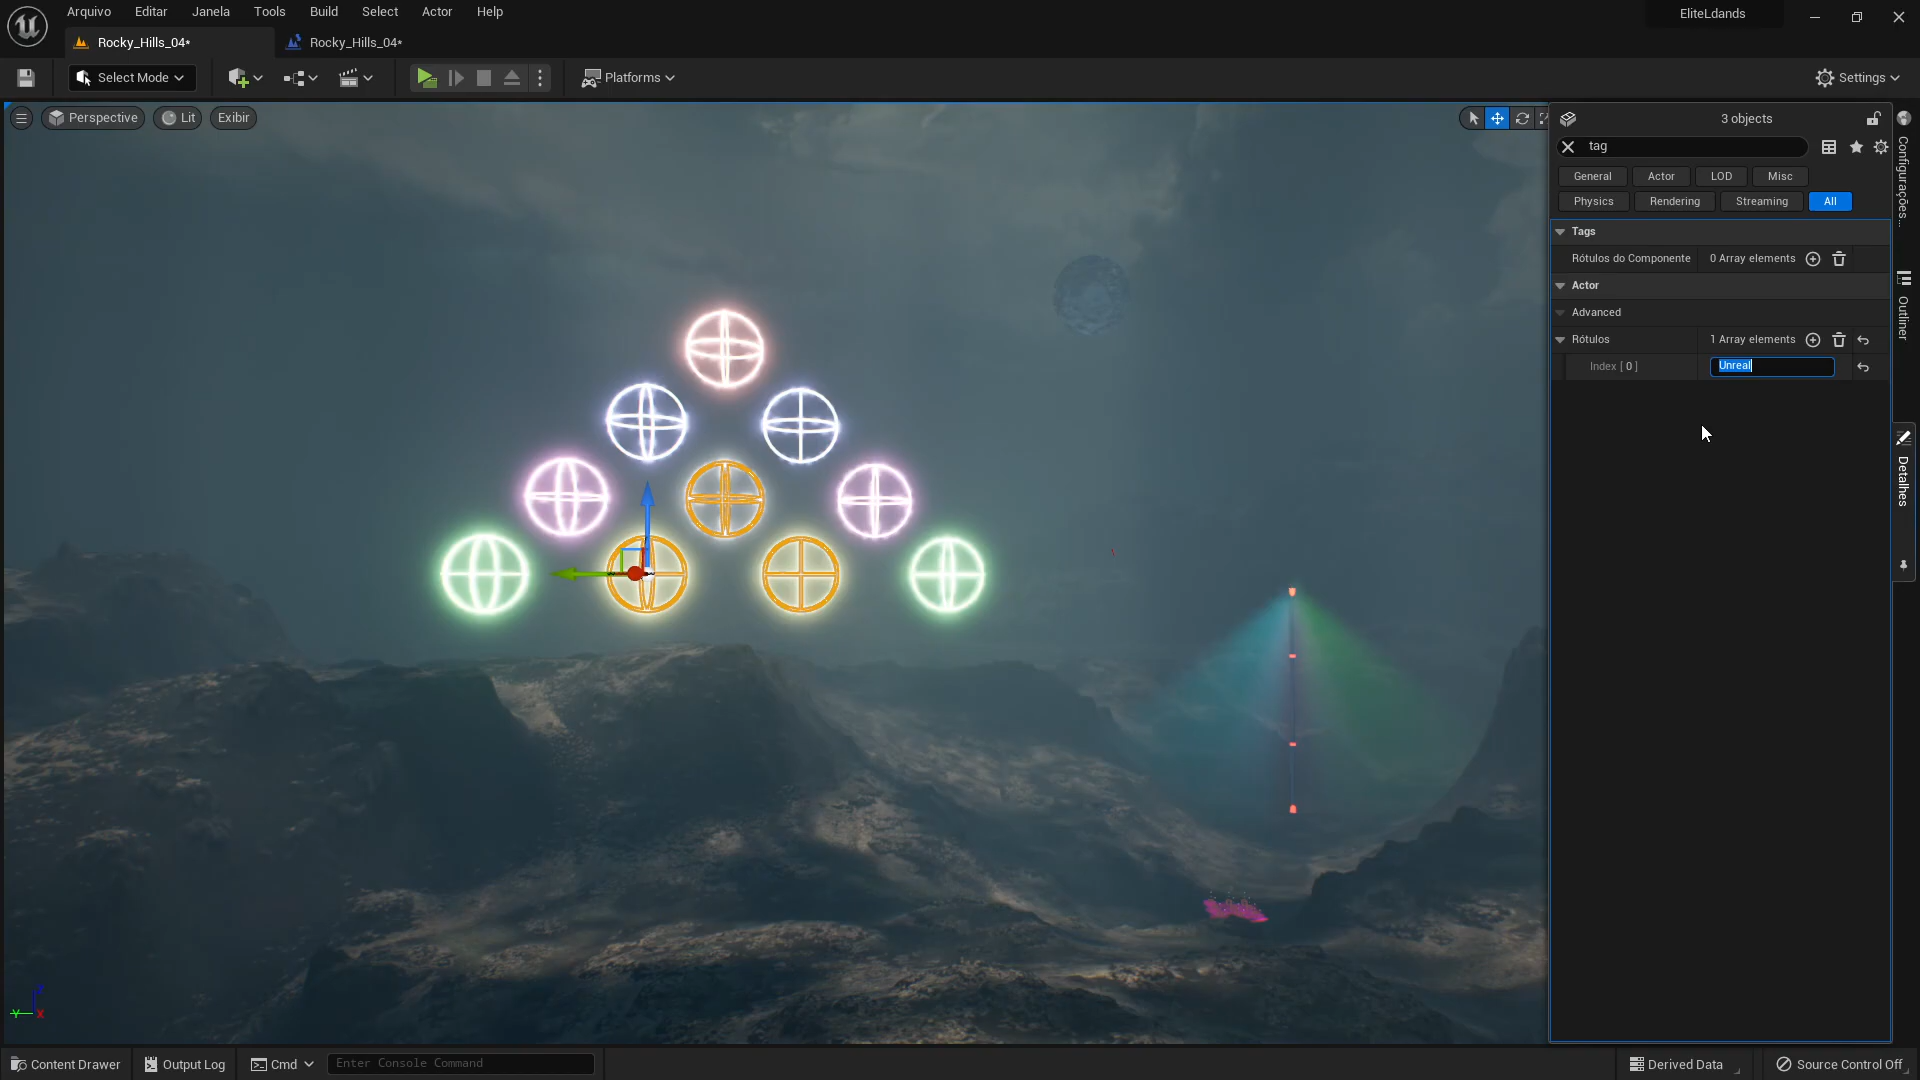 Arquivo Editar Janela Tools Build Select Actor Help
EliteLdands
Rocky_Hills_04* Rocky_Hills_04*
Select Mode Platforms Settings
Perspective Lit Exibir
3 objects
tag
General Actor LOD Misc
Physics Rendering Streaming All
Tags
Rótulos do Componente 0 Array elements
Actor
Advanced
Rótulos 1 Array elements
Index [ 0 ] Unreal
Configurações...
Outliner
Detalhes
Z
Y X
Content Drawer Output Log Cmd Enter Console Command Derived Data Source Control Off